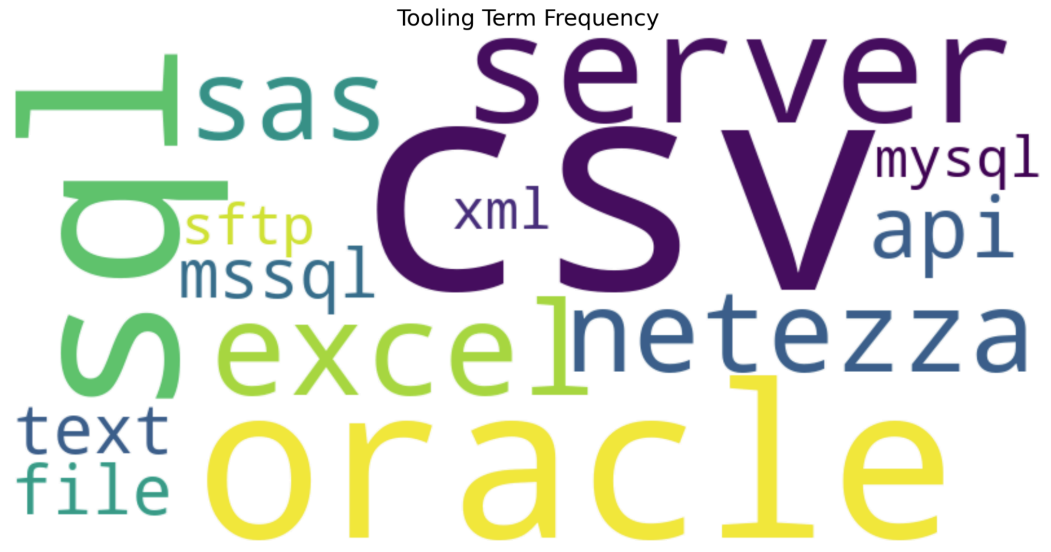 Tooling Term Frequency
server
sas
sql
csv
xml
mysql
api
sftp
mssql
netezza
excel
text
file
oracle